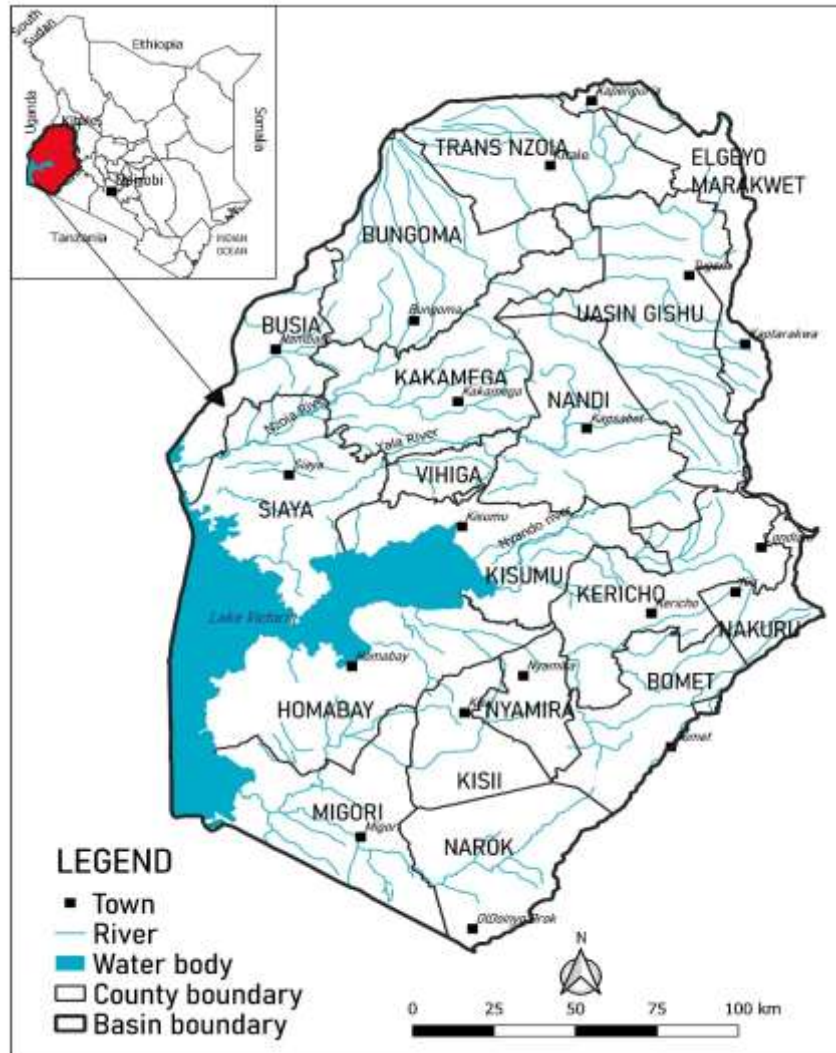 South
Sudan
Ethiopia
Uganda
Kitale
Somalia
Nairobi
Tanzania
INDIAN
OCEAN
Kapenguria
TRANS NZOIA
Kitale
ELGEYO
MARAKWET
BUNGOMA
BUSIA
Bungoma
UASIN GISHU
Kaptarakwa
KAKAMEGA
Kakamega
NANDI
Kapsabet
Nzoia River
Yala River
VIHIGA
Siaya
SIAYA
Kisumu
Nyando river
KISUMU
KERICHO
Kericho
NAKURU
Lake Victoria
Homabay
HOMABAY
Nyamira
NYAMIRA
BOMET
KISII
MIGORI
Migori
NAROK
LEGEND
Town
River
Water body
County boundary
Basin boundary
N
0 25 50 75 100 km